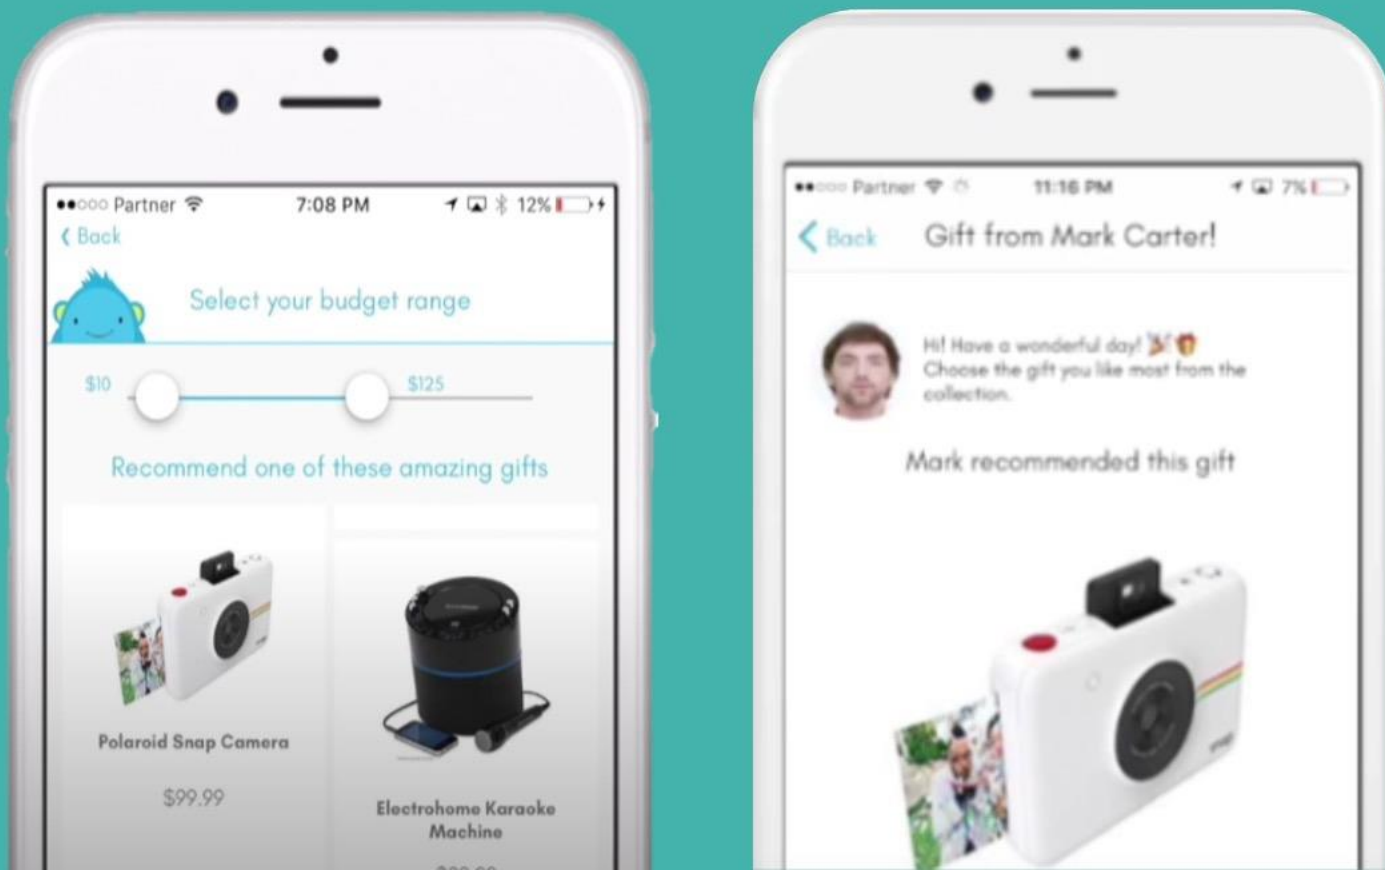 Partner
7:08 PM
12%
Back
Select your budget range
$10
$125
Recommend one of these amazing gifts
Polaroid Snap Camera
$99.99
Electrohome Karaoke
Machine
Partner
11:16 PM
7%
Back
Gift from Mark Carter!
Hi! Have a wonderful day! 🎉🎁
Choose the gift you like most from the
collection.
Mark recommended this gift